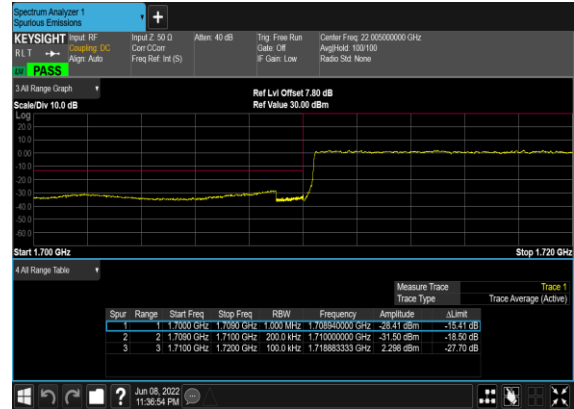 Spectrum Analyzer 1
Spurious Emissions
+
KEYSIGHT Input: RF Input Z: 50 Ω Atten: 40 dB Trig: Free Run Center Freq: 22.005000000 GHz
RLT Coupling: DC Corr CCorr Gate: Off Avg|Hold: 100/100
Align: Auto Freq Ref: Int (S) IF Gain: Low Radio Std: None
PASS
3 All Range Graph
Ref Lvl Offset 7.80 dB
Scale/Div 10.0 dB Ref Value 30.00 dBm
Log
20.0
10.0
0.00
-10.0
-20.0
-30.0
-40.0
-50.0
-60.0
Start 1.700 GHz Stop 1.720 GHz
4 All Range Table
Measure Trace Trace 1
Trace Type Trace Average (Active)
Spur Range Start Freq Stop Freq RBW Frequency Amplitude ΔLimit
1 1 1.7000 GHz 1.7090 GHz 1.000 MHz 1.708940000 GHz -28.41 dBm -15.41 dB
2 2 1.7090 GHz 1.7100 GHz 200.0 kHz 1.710000000 GHz -31.50 dBm -18.50 dB
3 3 1.7100 GHz 1.7200 GHz 100.0 kHz 1.718883333 GHz 2.298 dBm -27.70 dB
? Jun 08, 2022
11:36:54 PM